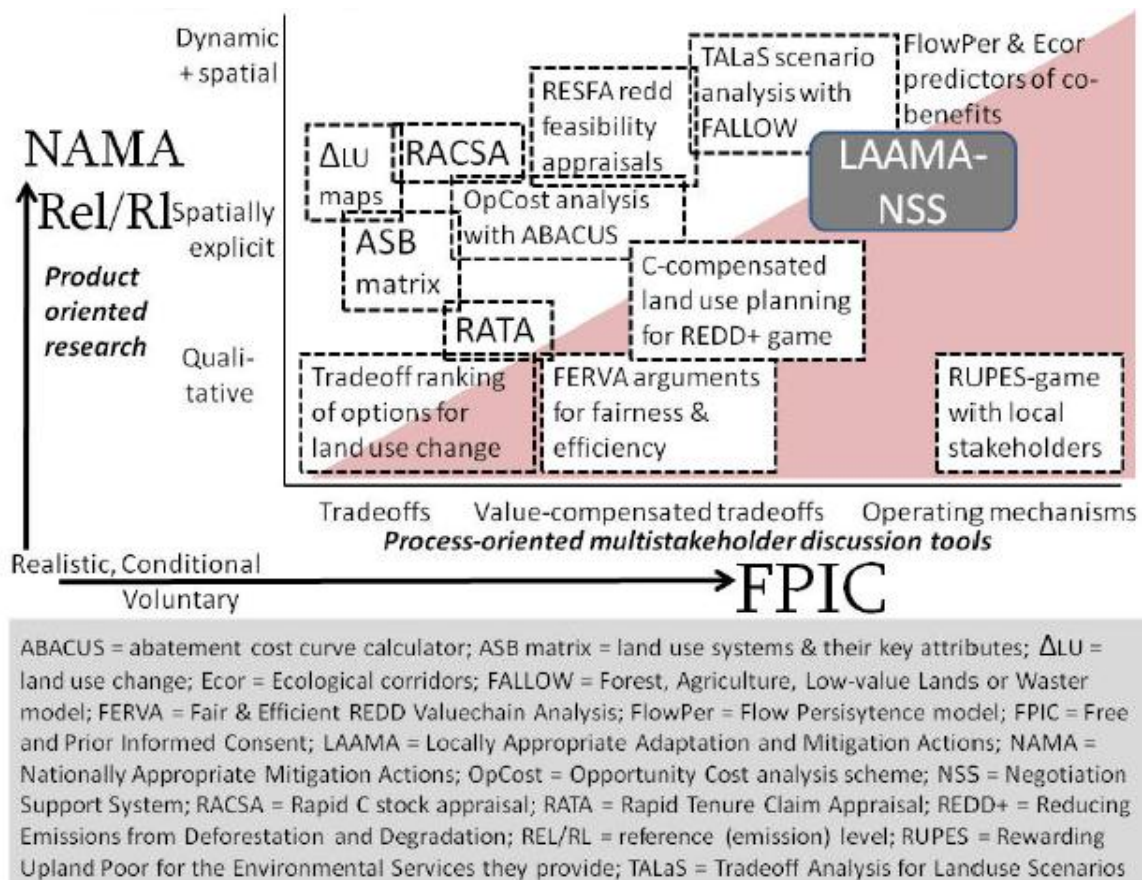 Dynamic
+ spatial
NAMA
Rel/Rl
Spatially
explicit
Product
oriented
research
Quali-
tative
ΔLU
maps
RACSA
RESFA redd
feasibility
appraisals
TALaS scenario
analysis with
FALLOW
FlowPer & Ecor
predictors of co-
benefits
LAAMA-
NSS
ASB
matrix
OpCost analysis
with ABACUS
C-compensated
land use planning
for REDD+ game
RATA
Tradeoff ranking
of options for
land use change
FERVA arguments
for fairness &
efficiency
RUPES-game
with local
stakeholders
Tradeoffs
Value-compensated tradeoffs
Operating mechanisms
Process-oriented multistakeholder discussion tools
Realistic, Conditional
Voluntary
FPIC
ABACUS = abatement cost curve calculator; ASB matrix = land use systems & their key attributes; ΔLU =
land use change; Ecor = Ecological corridors; FALLOW = Forest, Agriculture, Low-value Lands or Waster
model; FERVA = Fair & Efficient REDD Valuechain Analysis; FlowPer = Flow Persisytence model; FPIC = Free
and Prior Informed Consent; LAAMA = Locally Appropriate Adaptation and Mitigation Actions; NAMA =
Nationally Appropriate Mitigation Actions; OpCost = Opportunity Cost analysis scheme; NSS = Negotiation
Support System; RACSA = Rapid C stock appraisal; RATA = Rapid Tenure Claim Appraisal; REDD+ = Reducing
Emissions from Deforestation and Degradation; REL/RL = reference (emission) level; RUPES = Rewarding
Upland Poor for the Environmental Services they provide; TALaS = Tradeoff Analysis for Landuse Scenarios